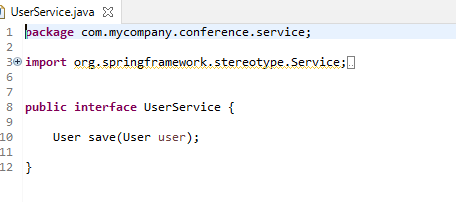 UserService.java
1 package com.mycompany.conference.service;
2
3 import org.springframework.stereotype.Service;
7
8 public interface UserService {
9
10 User save(User user);
11
12 }